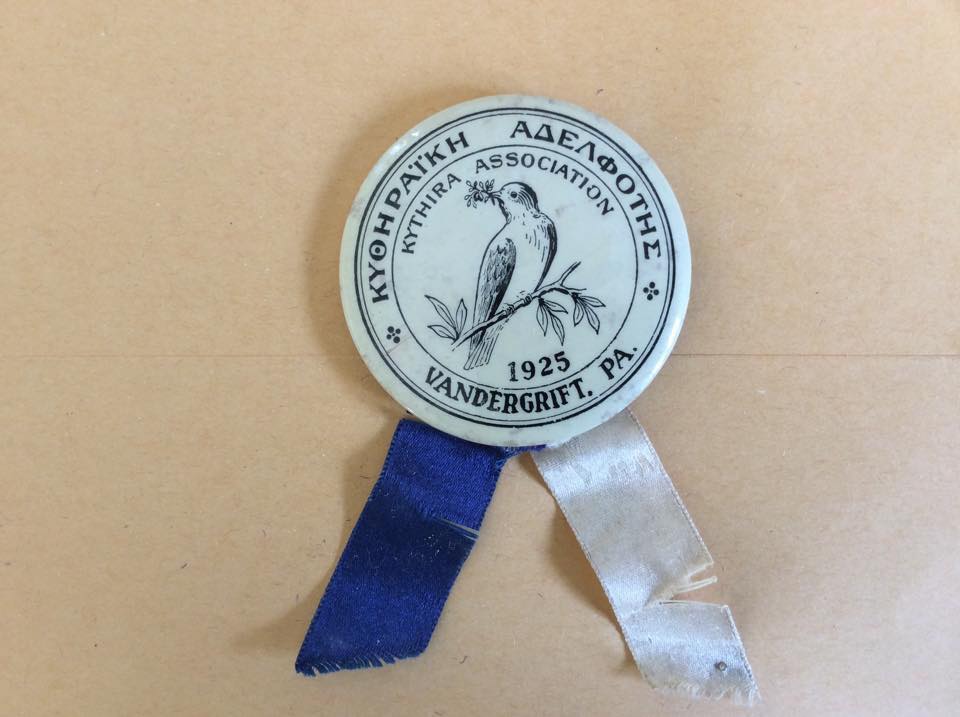 ΚΥΘΗΡΑΪΚΗ ΑΔΕΛΦΟΤΗΣ
KYTHIRA ASSOCIATION
1925
VANDERGRIFT. PA.